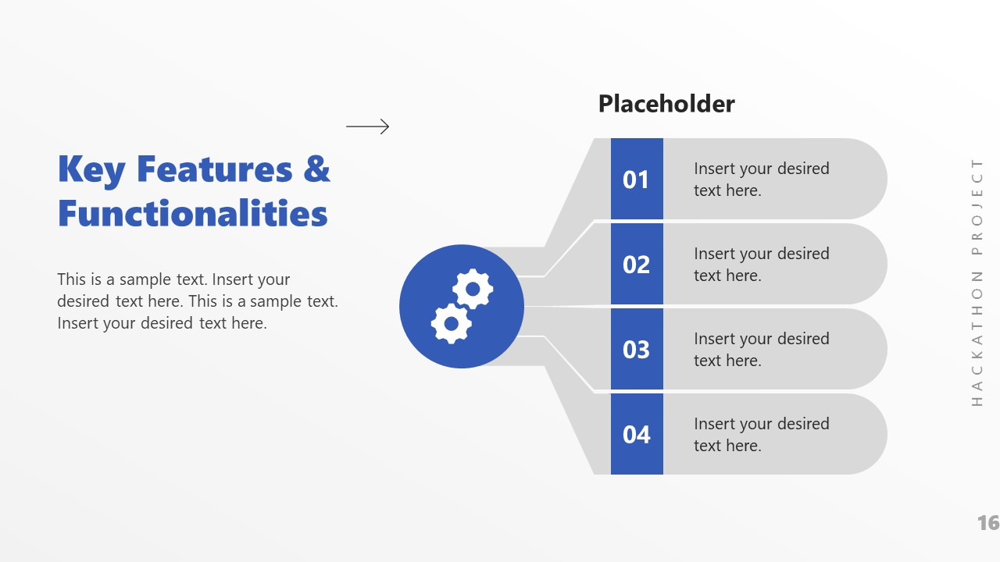 Key Features &
Functionalities
This is a sample text. Insert your
desired text here. This is a sample text.
Insert your desired text here.
Placeholder
01
Insert your desired
text here.
02
Insert your desired
text here.
03
Insert your desired
text here.
04
Insert your desired
text here.
HACKATHON PROJECT
16